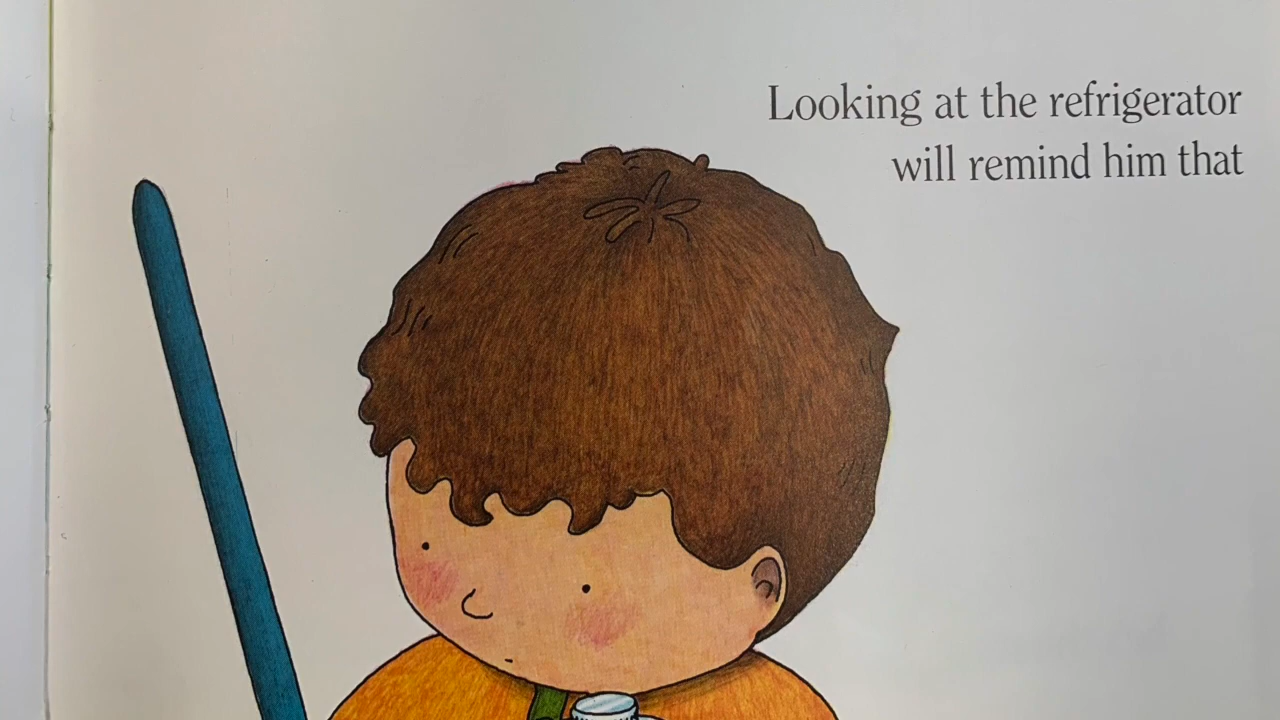 Looking at the refrigerator
will remind him that